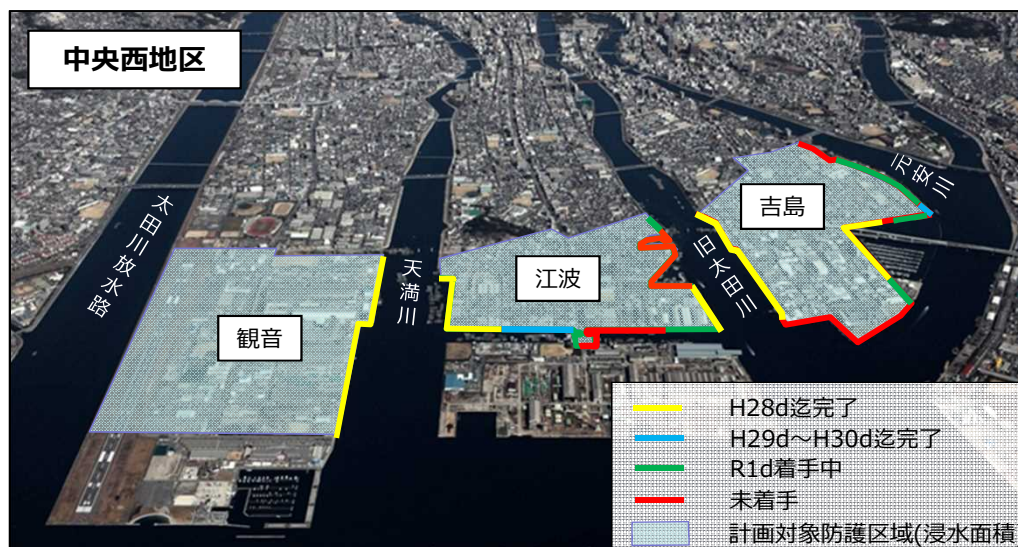 中央西地区
太田川放水路
天満川
旧太田川
元安川
観音
江波
吉島
H28d迄完了
H29d～H30d迄完了
R1d着手中
未着手
計画対象防護区域(浸水面積